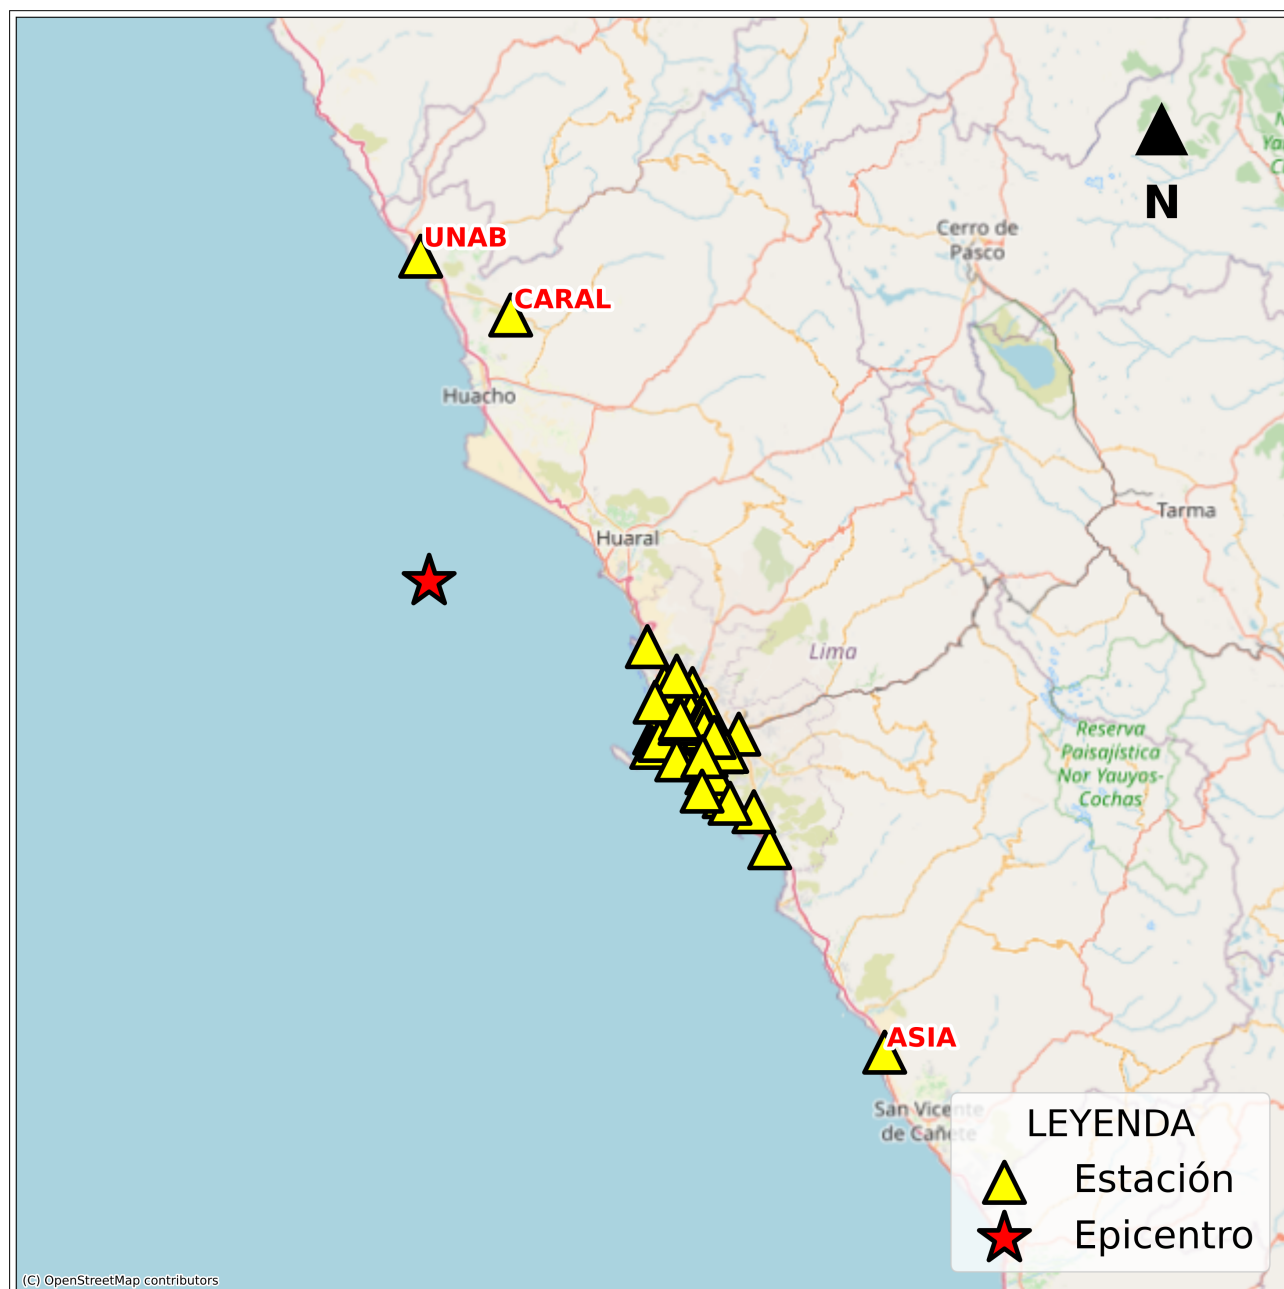 N
UNAB
Cerro de
Pasco
CARAL
Huacho
Tarma
Huaral
Lima
Reserva
Paisajística
Nor Yauyos-
Cochas
ASIA
San Vicente
de Cañete
LEYENDA
Estación
Epicentro
(C) OpenStreetMap contributors